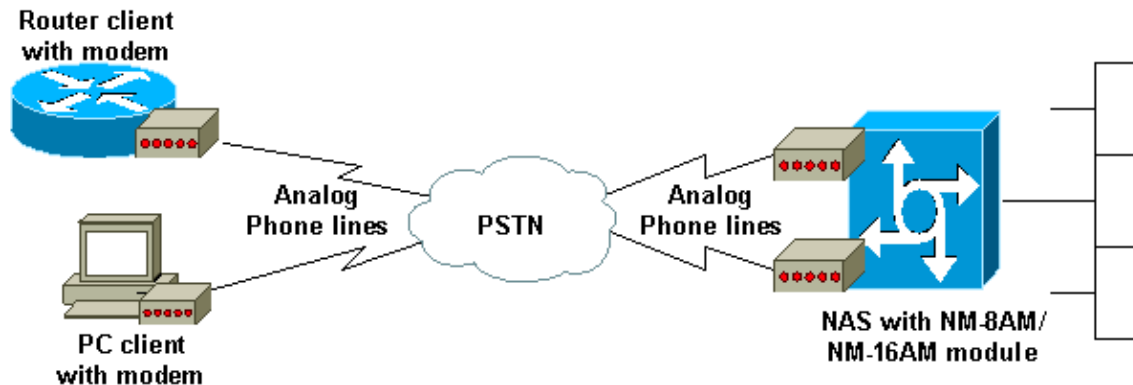 Router client
with modem
Analog
Phone lines
PSTN
Analog
Phone lines
PC client
with modem
NAS with NM-8AM/
NM-16AM module